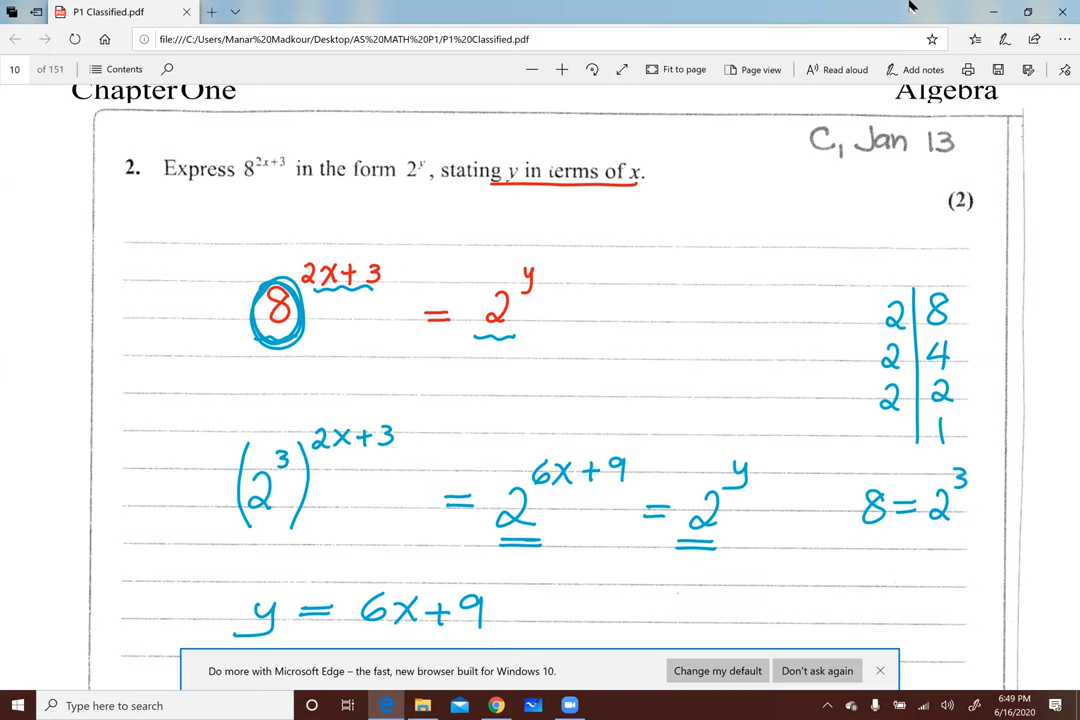 P1 Classified.pdf
file:///C:/Users/Manar%20Madkour/Desktop/AS%20MATH%20P1/P1%20Classified.pdf
10 of 151 Contents Fit to page Page view Read aloud Add notes
Chapter One Algebra
C1 Jan 13
2. Express 8^{2x+3} in the form 2^y, stating y in terms of x.
(2)
8^{2x+3} = 2^y
2 | 8
2 | 4
2 | 2
1
(2^3)^{2x+3} = 2^{6x+9} = 2^y
8 = 2^3
y = 6x+9
Do more with Microsoft Edge – the fast, new browser built for Windows 10. Change my default Don't ask again
Type here to search
6:49 PM
6/16/2020